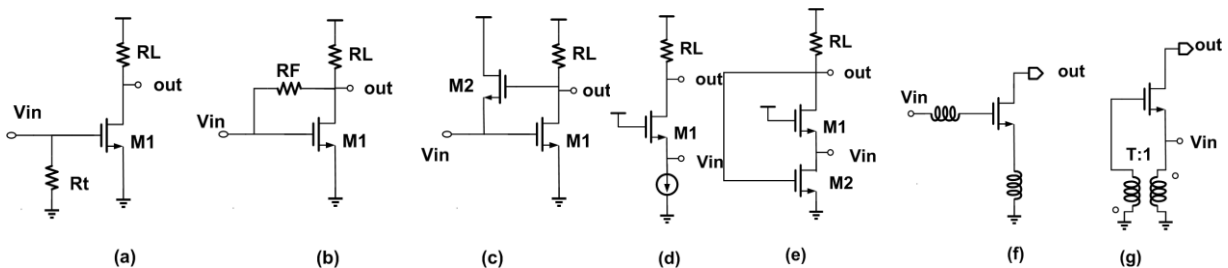 RL
out
Vin
M1
Rt
(a)
RL
RF
out
Vin
M1
(b)
RL
M2
out
Vin
M1
(c)
RL
out
M1
Vin
(d)
RL
out
M1
Vin
M2
(e)
out
Vin
(f)
out
Vin
T:1
(g)